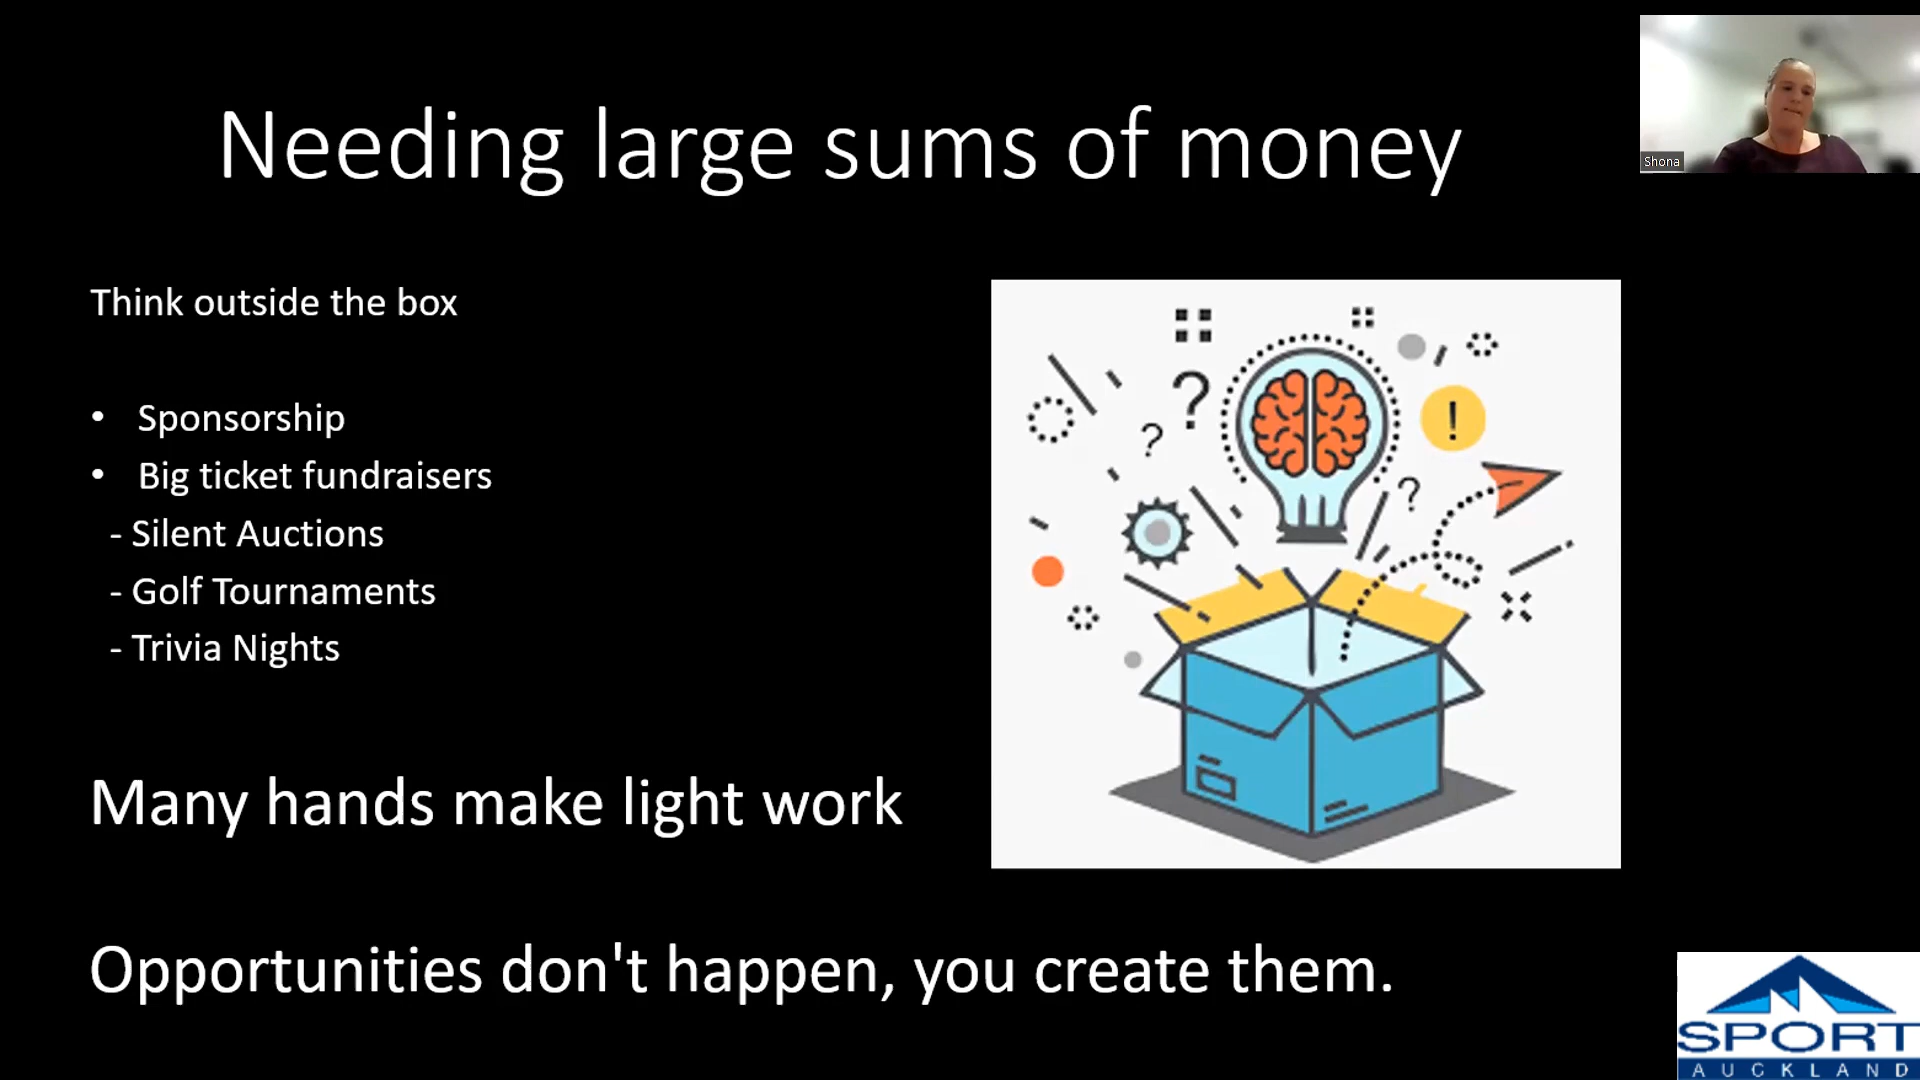 Needing large sums of money
Shona
Think outside the box
• Sponsorship
• Big ticket fundraisers
- Silent Auctions
- Golf Tournaments
- Trivia Nights
?
?
!
?
Many hands make light work
Opportunities don't happen, you create them.
SPORT
AUCKLAND